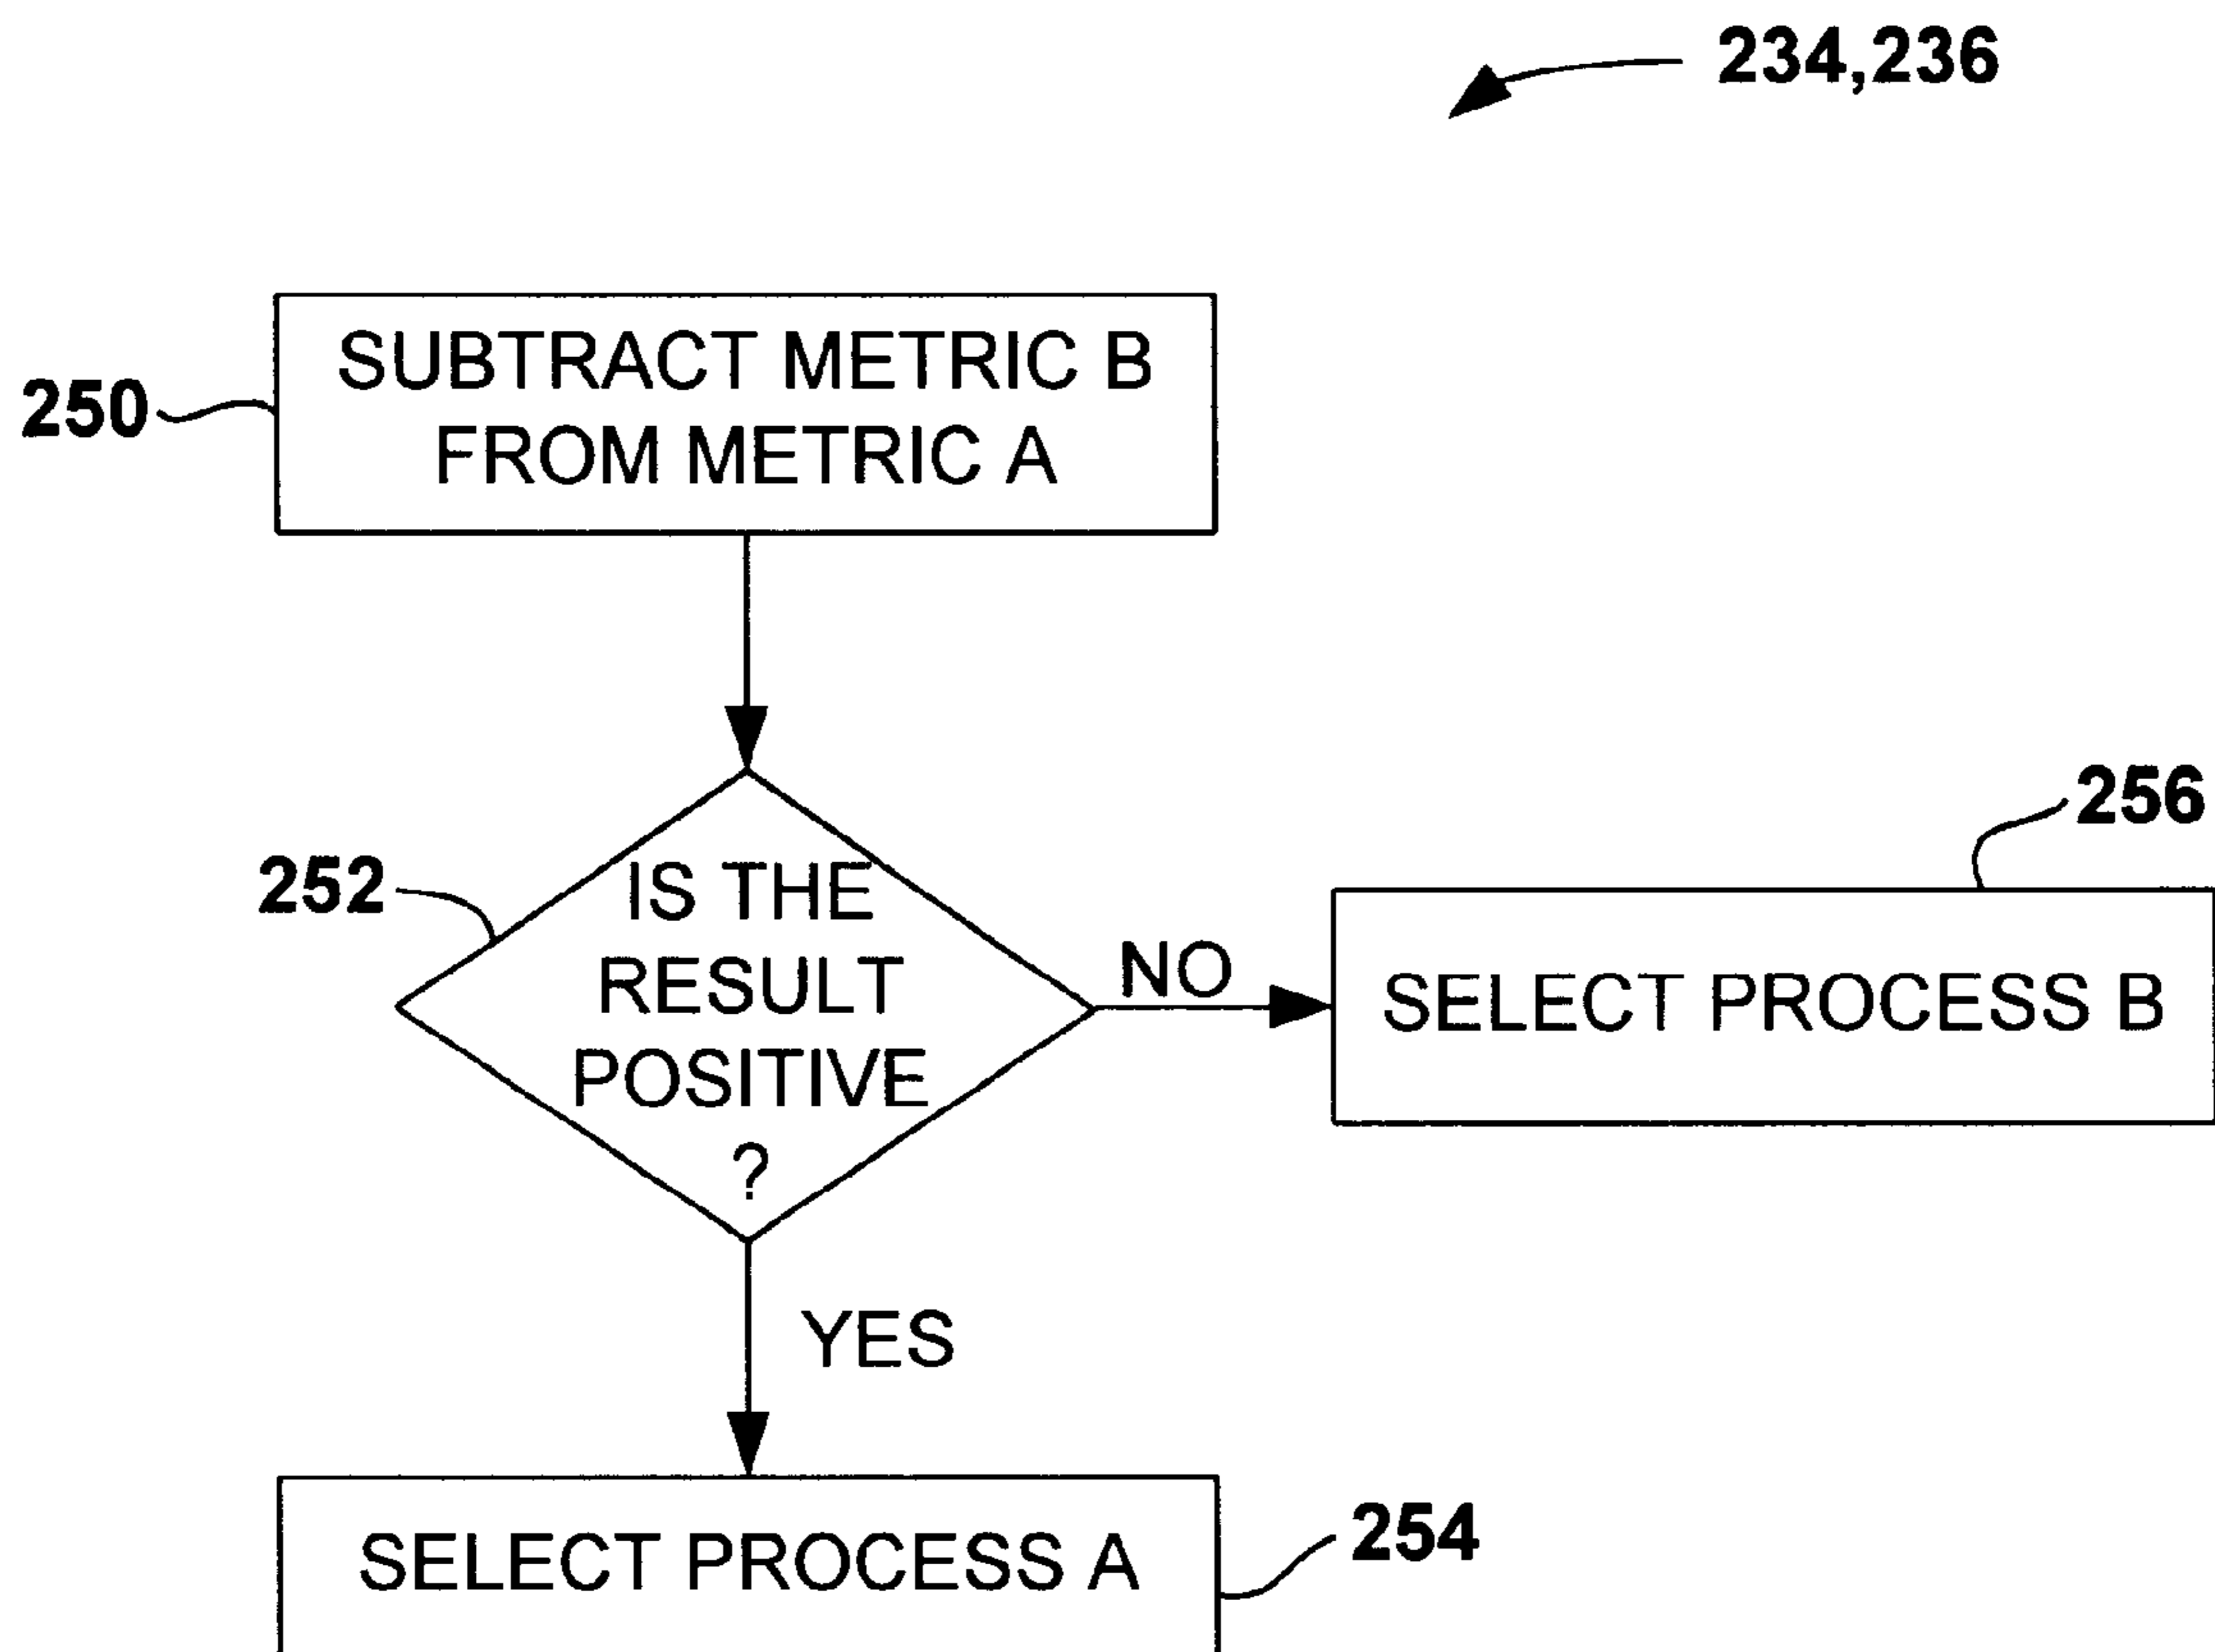 234,236
250
SUBTRACT METRIC B
FROM METRIC A
252
IS THE
RESULT
POSITIVE
?
NO
256
SELECT PROCESS B
YES
SELECT PROCESS A
254